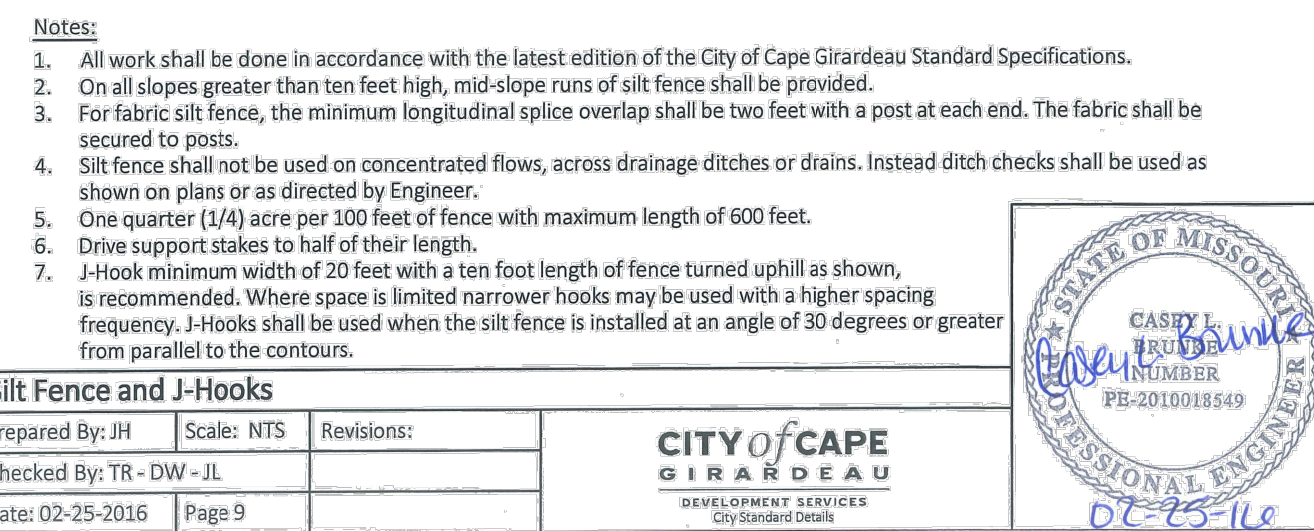 Notes:
1. All work shall be done in accordance with the latest edition of the City of Cape Girardeau Standard Specifications.
2. On all slopes greater than ten feet high, mid-slope runs of silt fence shall be provided.
3. For fabric silt fence, the minimum longitudinal splice overlap shall be two feet with a post at each end. The fabric shall be
secured to posts.
4. Silt fence shall not be used on concentrated flows, across drainage ditches or drains. Instead ditch checks shall be used as
shown on plans or as directed by Engineer.
5. One quarter (1/4) acre per 100 feet of fence with maximum length of 600 feet.
6. Drive support stakes to half of their length.
7. J-Hook minimum width of 20 feet with a ten foot length of fence turned uphill as shown,
is recommended. Where space is limited narrower hooks may be used with a higher spacing
frequency. J-Hooks shall be used when the silt fence is installed at an angle of 30 degrees or greater
from parallel to the contours.
ilt Fence and J-Hooks
repared By: JH
Scale: NTS
Revisions:
hecked By: TR - DW - JL
ate: 02-25-2016
Page 9
CITY of CAPE
GIRARDEAU
DEVELOPMENT SERVICES
City Standard Details
STATE OF MISSOURI
CASEY L.
BRUNKE
NUMBER
PE-2010018549
PROFESSIONAL ENGINEER
Casey L Brunke
02-25-16